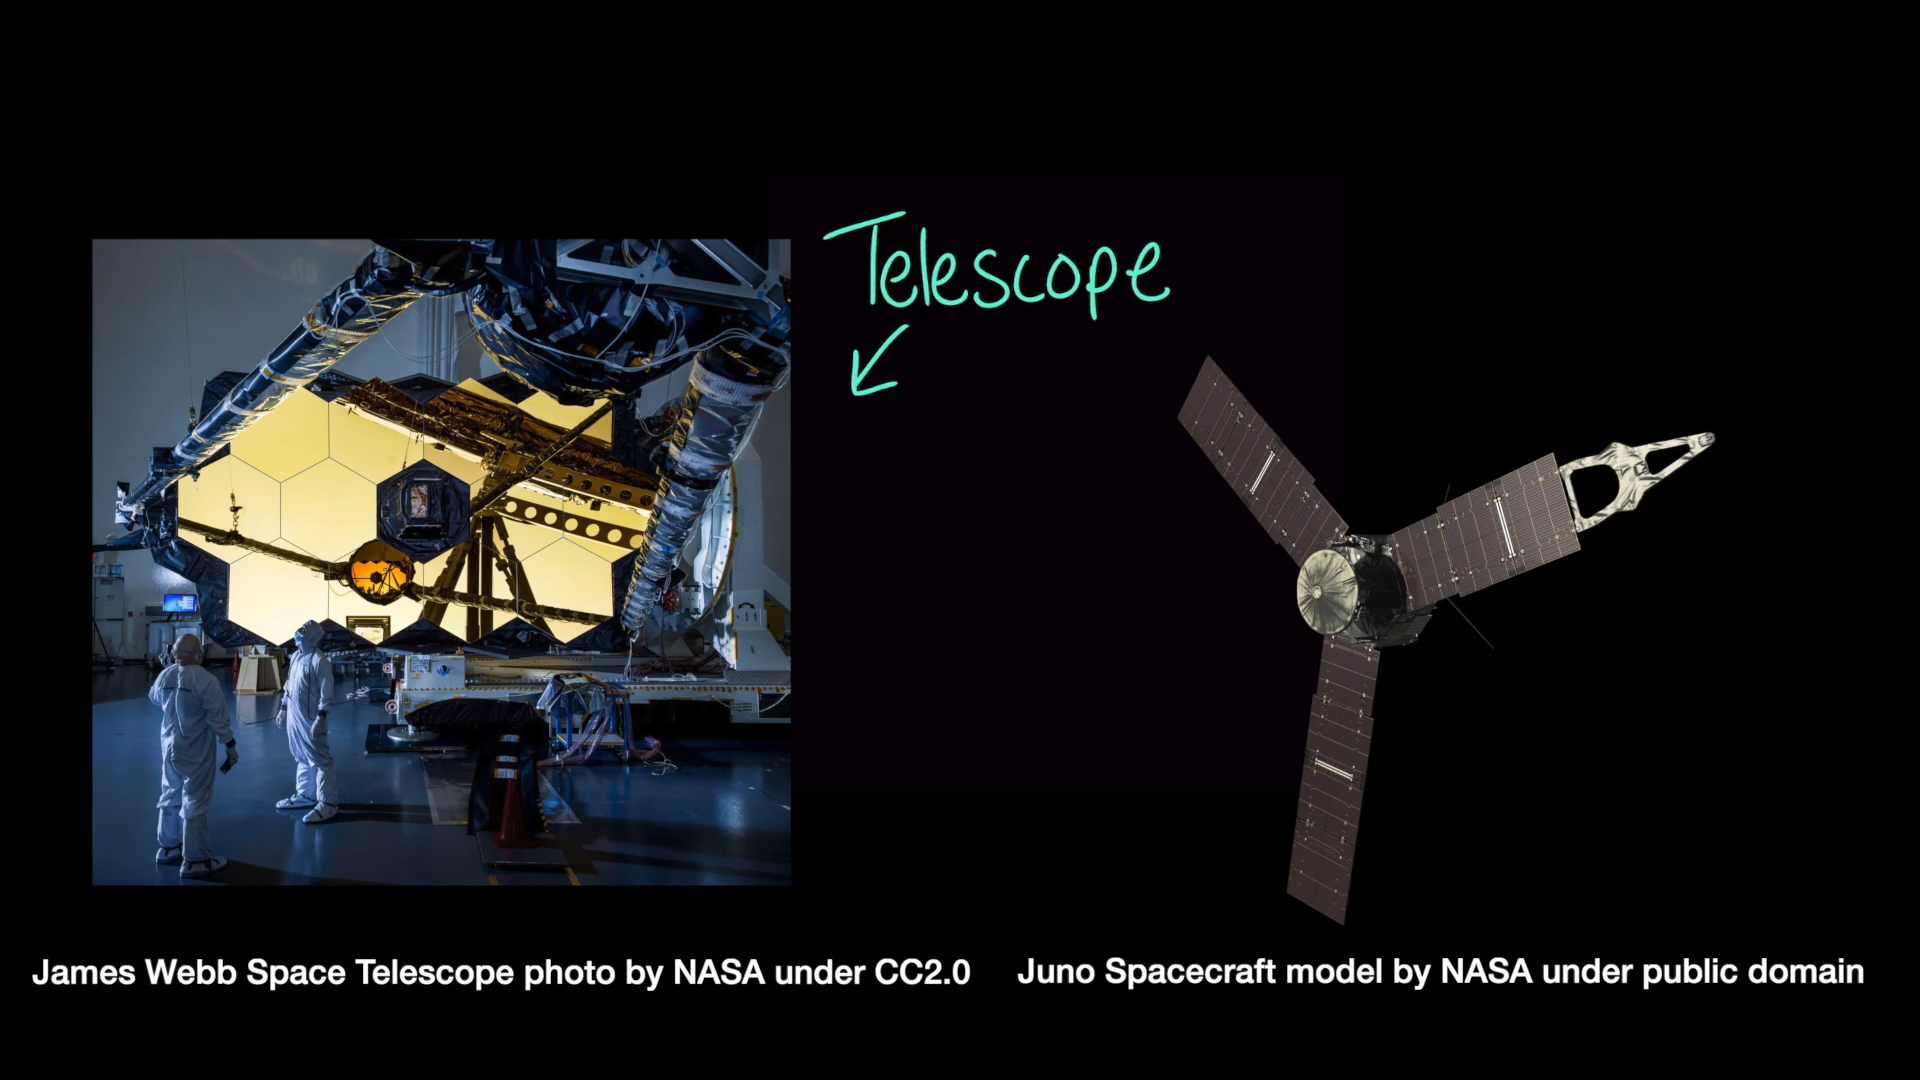 Telescope
James Webb Space Telescope photo by NASA under CC2.0
Juno Spacecraft model by NASA under public domain